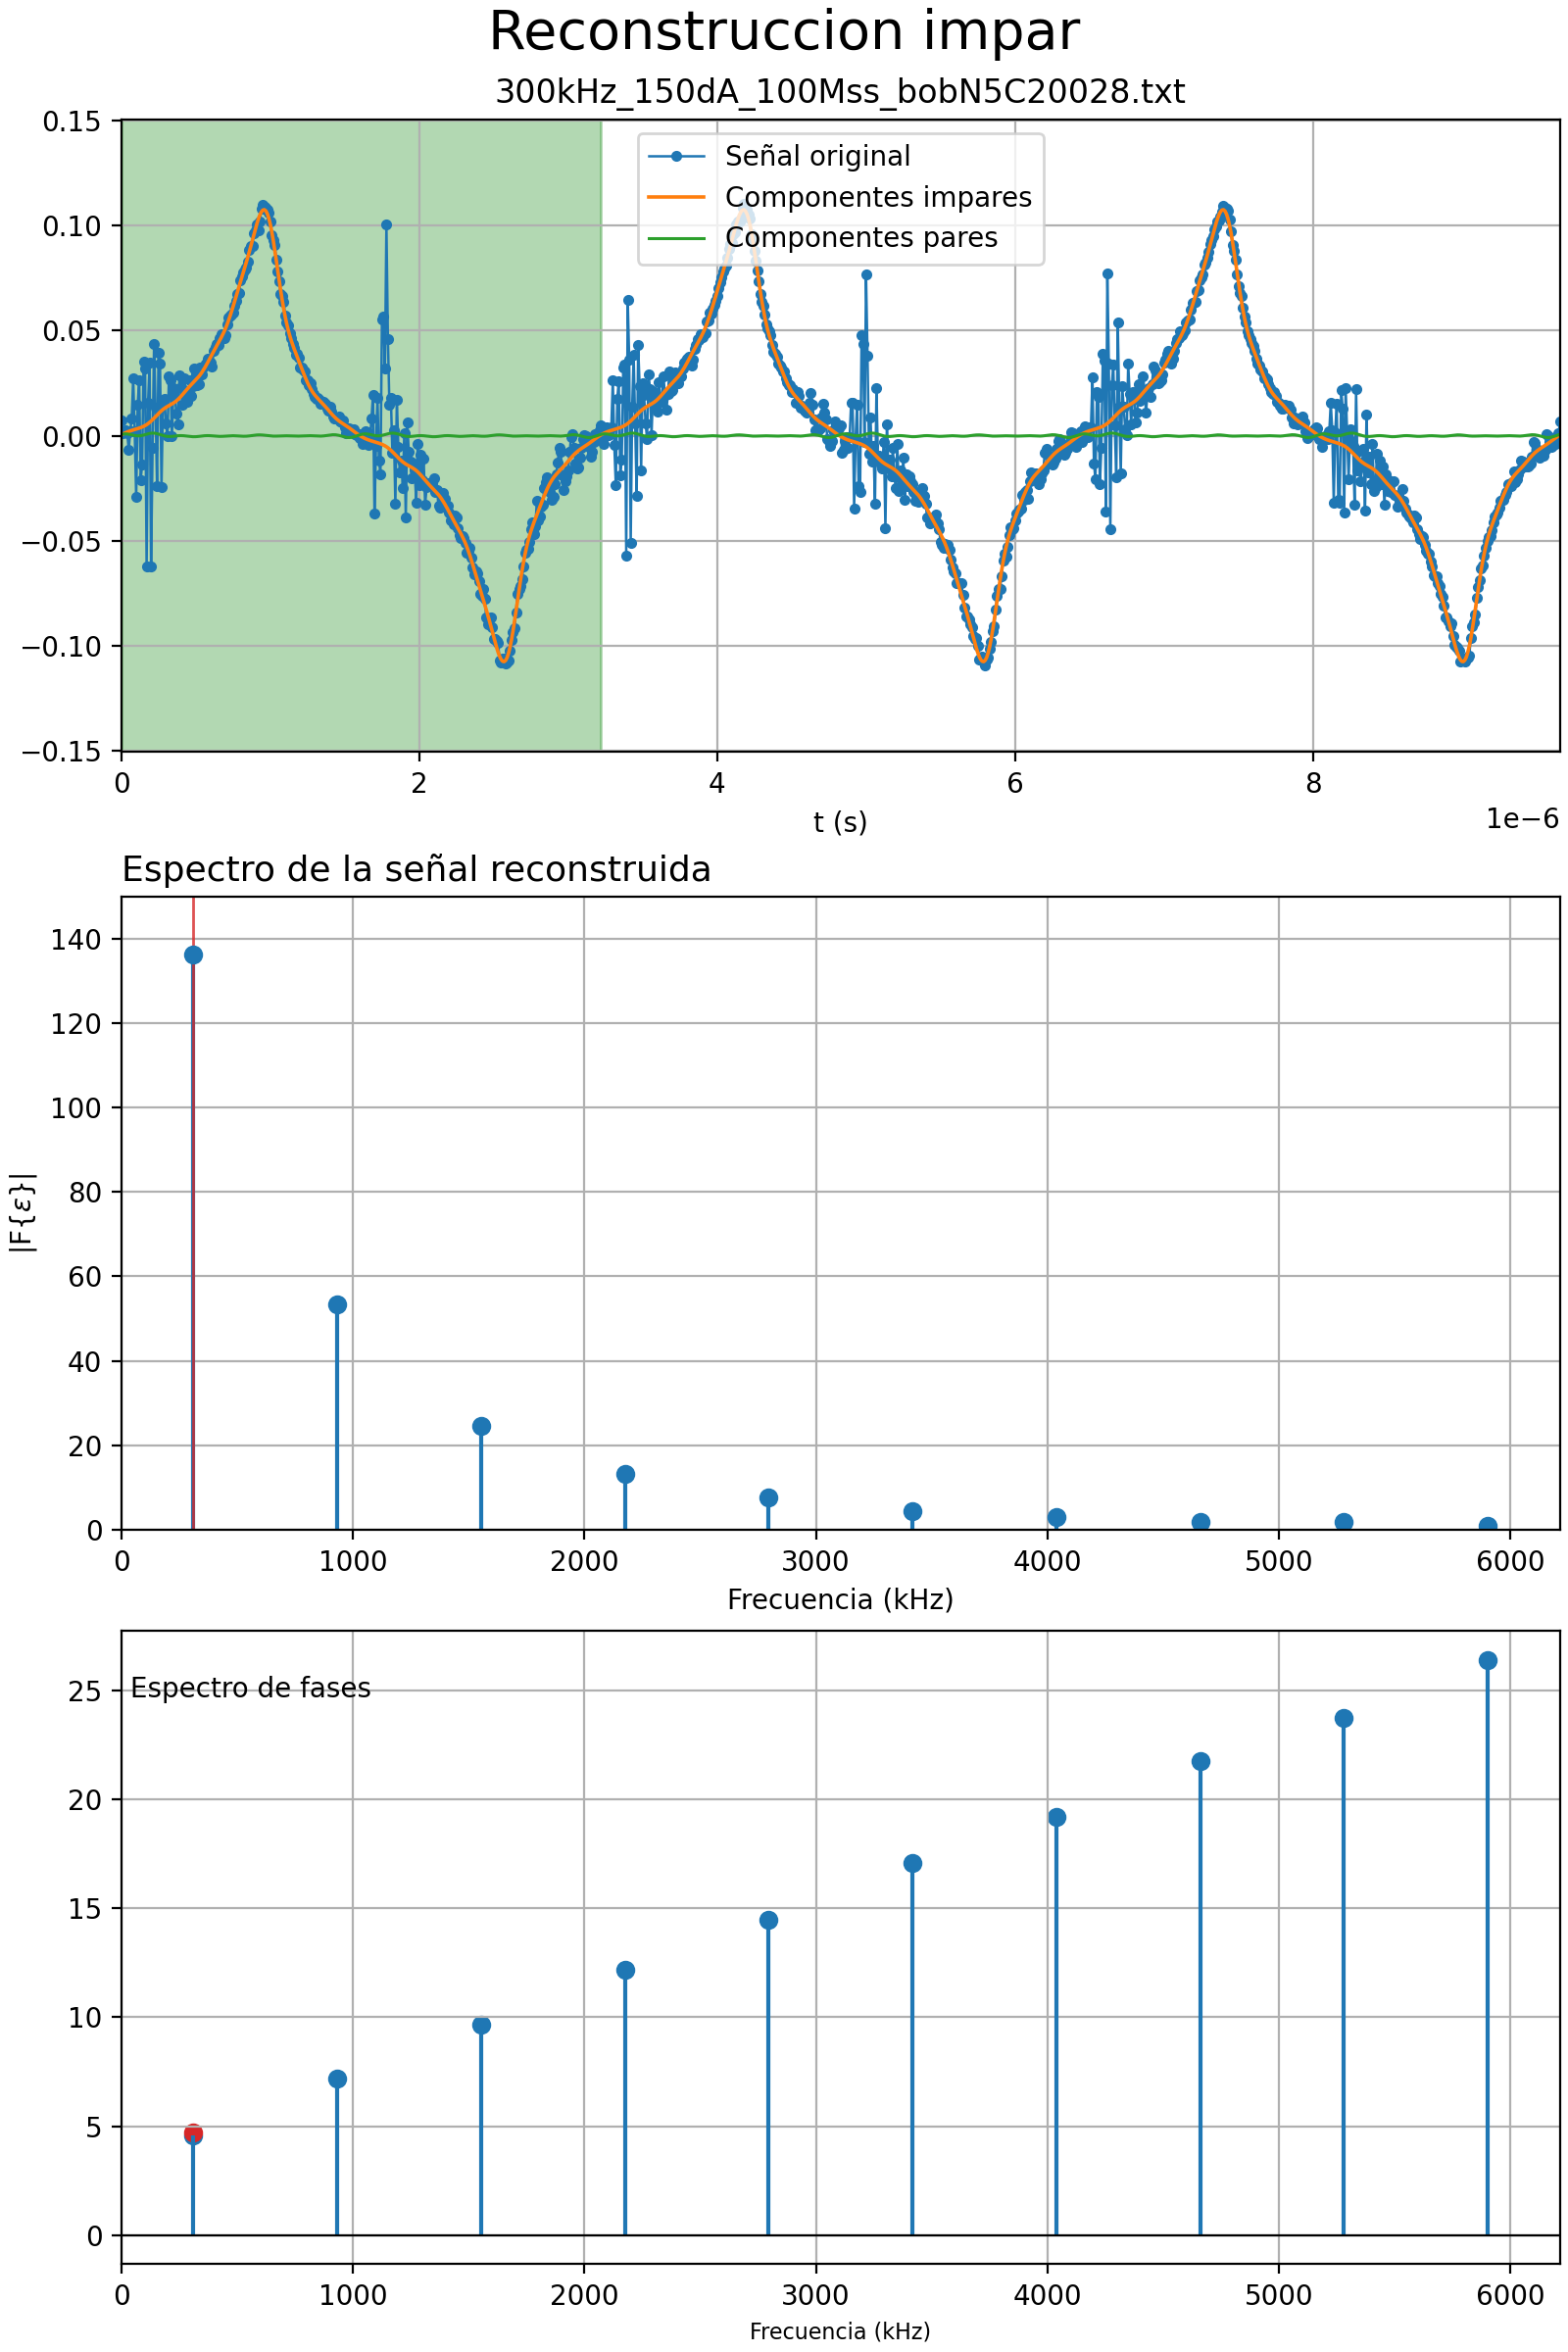 Reconstruccion impar
300kHz_150dA_100Mss_bobN5C20028.txt
0.15
0.10
0.05
0.00
−0.05
−0.10
−0.15
Señal original
Componentes impares
Componentes pares
0 2 4 6 8
1e−6
t (s)
Espectro de la señal reconstruida
140
120
100
80
60
40
20
0
|F{ε}|
0 1000 2000 3000 4000 5000 6000
Frecuencia (kHz)
Espectro de fases
25
20
15
10
5
0
0 1000 2000 3000 4000 5000 6000
Frecuencia (kHz)